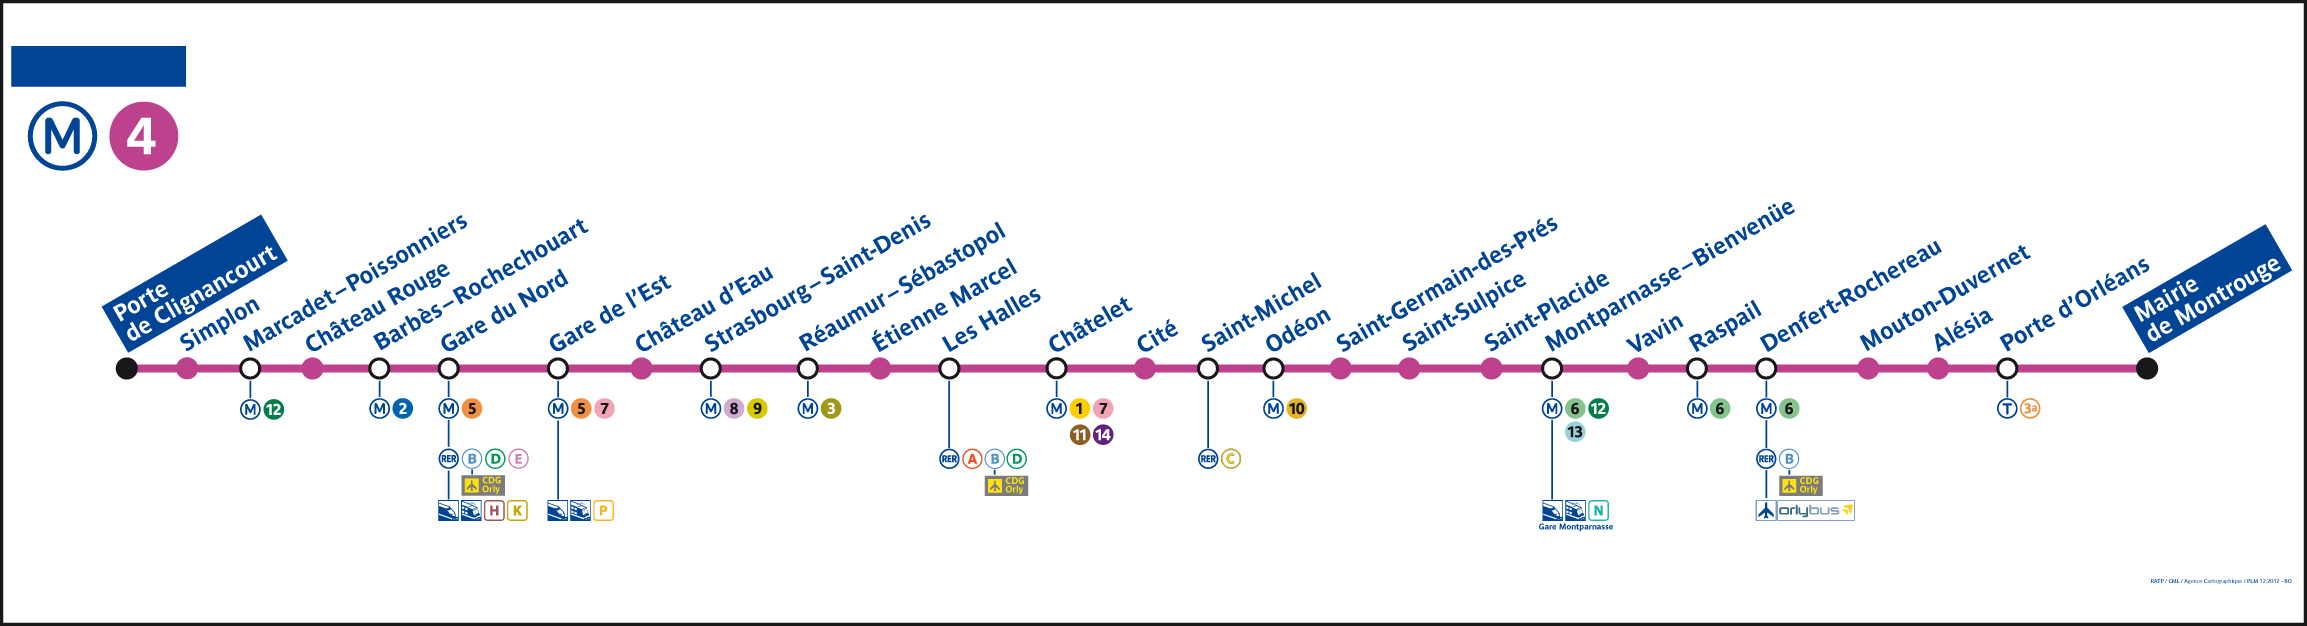 M 4
Porte
de Clignancourt
Simplon
Marcadet–Poissonniers
Château Rouge
Barbès–Rochechouart
Gare du Nord
Gare de l'Est
Château d'Eau
Strasbourg–Saint-Denis
Réaumur–Sébastopol
Étienne Marcel
Les Halles
Châtelet
Cité
Saint-Michel
Odéon
Saint-Germain-des-Prés
Saint-Sulpice
Saint-Placide
Montparnasse–Bienvenüe
Vavin
Raspail
Denfert-Rochereau
Mouton-Duvernet
Alésia
Porte d'Orléans
Mairie
de Montrouge
M 12
M 2
M 5
RER B D E
CDG
Orly
H K
M 5 7
P
M 8 9
M 3
RER A B D
CDG
Orly
M 1 7
11 14
RER C
M 10
M 6 12
13
N
Gare Montparnasse
M 6
M 6
RER B
CDG
Orly
orlybus
T 3a
RATP / CML / Agence Cartographique / PLM 12.2012 - BO